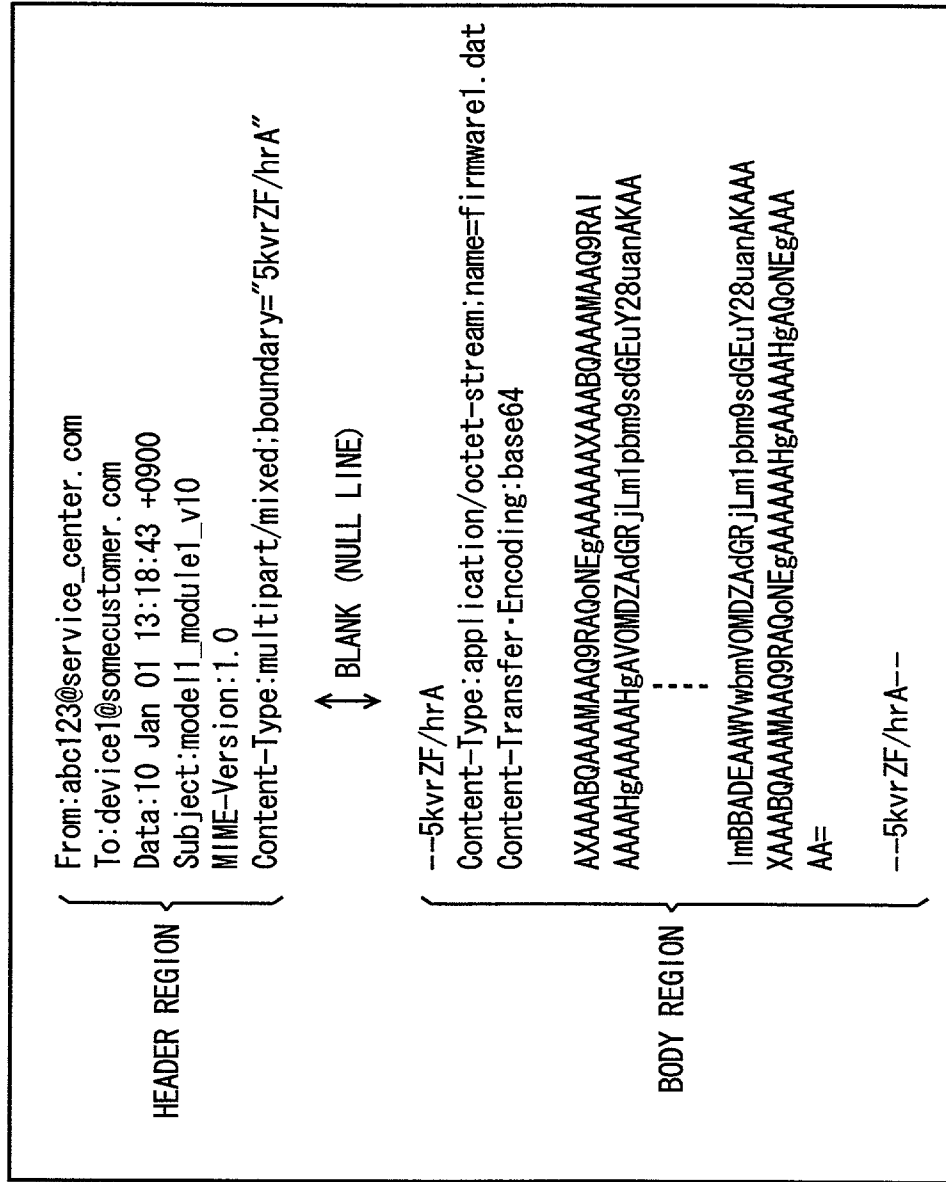 HEADER REGION
From:abc123@service_center.com
To:device1@somecustomer.com
Data:10 Jan 01 13:18:43 +0900
Subject:model1_module1_v10
MIME-Version:1.0
Content-Type:multipart/mixed;boundary="5kvrZF/hrA"
BLANK (NULL LINE)
BODY REGION
--5kvrZF/hrA
Content-Type:application/octet-stream;name=firmware1.dat
Content-Transfer-Encoding:base64
AXAAABQAAAMAAQ9RAQoNEgAAAAAAXAAABQAAAMAAQ9RAI
AAAAHgAAAAAHgAVOMDZAdGRjLm1pbm9sdGEuY28uanAKAA
ImBBADEAAWVwbmVOMDZAdGRjLm1pbm9sdGEuY28uanAKAAA
XAAABQAAAMAAQ9RAQoNEgAAAAAAHgAAAAAAHgAQoNEgAAA
AA=
--5kvrZF/hrA--